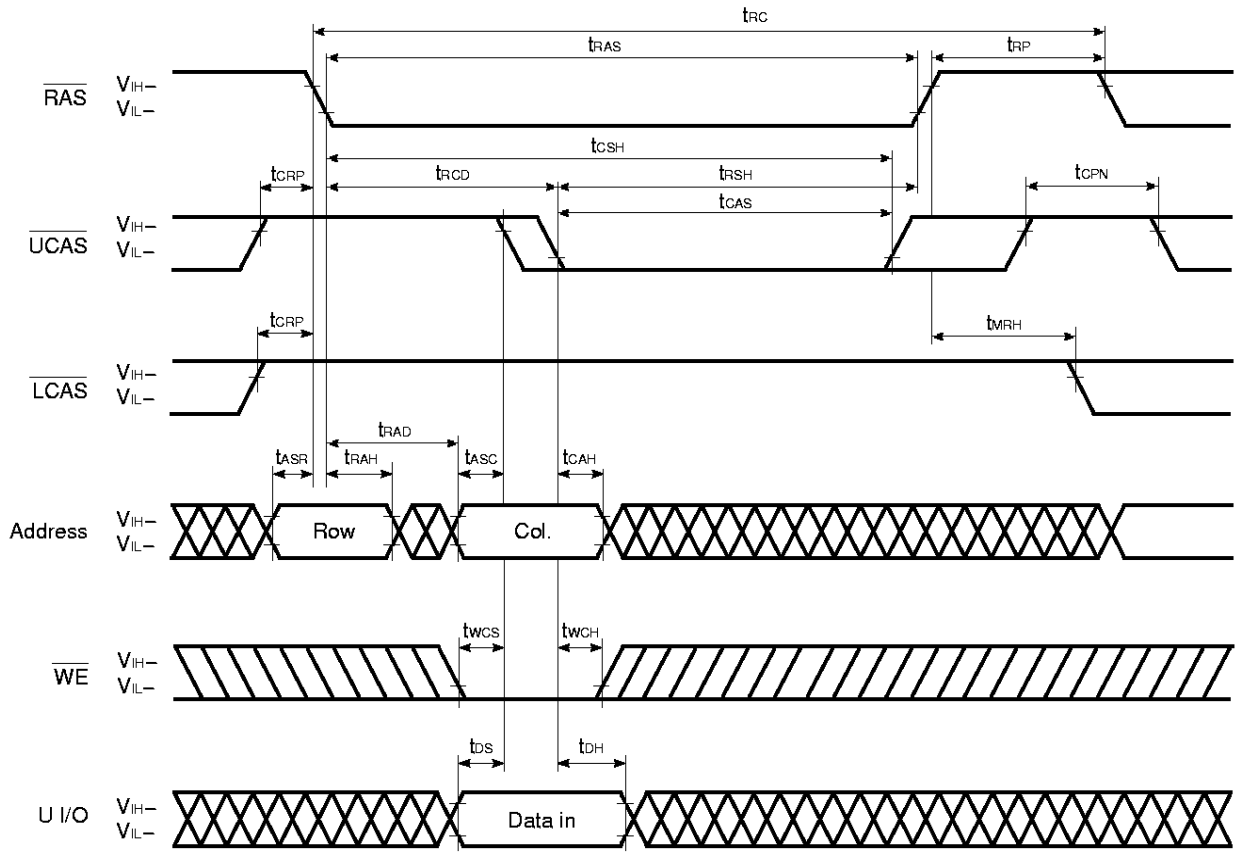 tRC
tRAS
tRP
RAS
VIH–
VIL–
tCSH
tCRP
tRCD
tRSH
tCPN
tCAS
UCAS
VIH–
VIL–
tCRP
tMRH
LCAS
VIH–
VIL–
tRAD
tASR
tRAH
tASC
tCAH
Address
VIH–
VIL–
Row
Col.
tWCS
tWCH
WE
VIH–
VIL–
tDS
tDH
U I/O
VIH–
VIL–
Data in